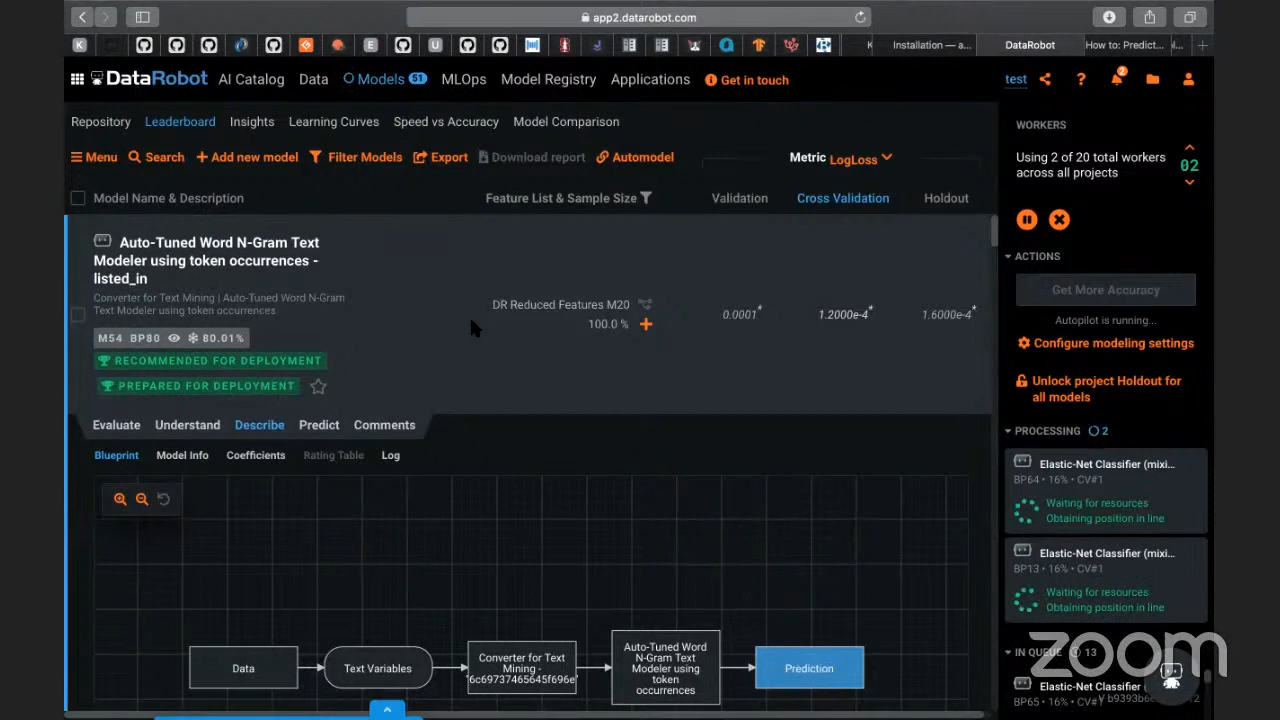 app2.datarobot.com
K
E
U
Installation — a...
DataRobot
How to: Predict...
DataRobot
AI Catalog
Data
Models 51
MLOps
Model Registry
Applications
Get in touch
test
2
Repository
Leaderboard
Insights
Learning Curves
Speed vs Accuracy
Model Comparison
Menu
Search
Add new model
Filter Models
Export
Download report
Automodel
Metric LogLoss
Model Name & Description
Feature List & Sample Size
Validation
Cross Validation
Holdout
Auto-Tuned Word N-Gram Text
Modeler using token occurrences -
listed_in
Converter for Text Mining | Auto-Tuned Word N-Gram
Text Modeler using token occurrences
M54 BP80 80.01%
RECOMMENDED FOR DEPLOYMENT
PREPARED FOR DEPLOYMENT
DR Reduced Features M20
100.0 %
0.0001*
1.2000e-4*
1.6000e-4*
Evaluate
Understand
Describe
Predict
Comments
Blueprint
Model Info
Coefficients
Rating Table
Log
Data
Text Variables
Converter for Text
Mining -
'6c69737465645f696e'
Auto-Tuned Word
N-Gram Text
Modeler using
token
occurrences
Prediction
WORKERS
Using 2 of 20 total workers
across all projects
02
ACTIONS
Get More Accuracy
Autopilot is running...
Configure modeling settings
Unlock project Holdout for
all models
PROCESSING 2
Elastic-Net Classifier (mixi...
BP64 • 16% • CV#1
Waiting for resources
Obtaining position in line
Elastic-Net Classifier (mixi...
BP13 • 16% • CV#1
Waiting for resources
Obtaining position in line
IN QUEUE 13
Elastic-Net Classifier
BP65 • 16% • CV#1
zoom